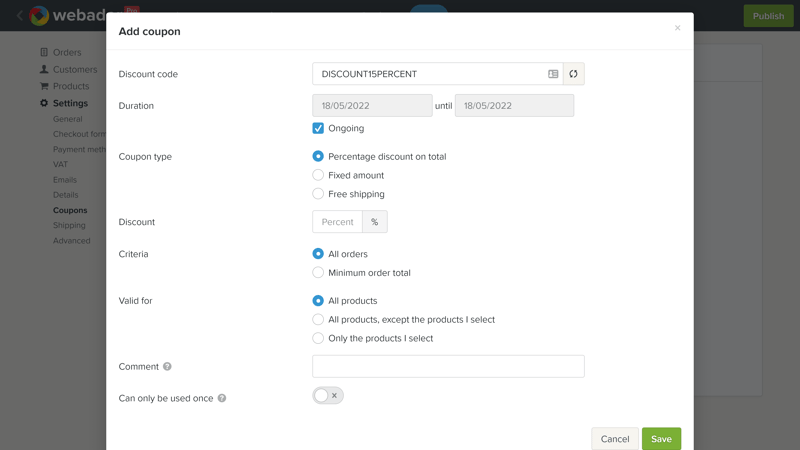 webado
Pro
Publish
Add coupon
×
Orders
Customers
Products
Settings
General
Checkout form
Payment meth
VAT
Emails
Details
Coupons
Shipping
Advanced
Discount code
DISCOUNT15PERCENT
Duration
18/05/2022 until 18/05/2022
Ongoing
Coupon type
Percentage discount on total
Fixed amount
Free shipping
Discount
Percent %
Criteria
All orders
Minimum order total
Valid for
All products
All products, except the products I select
Only the products I select
Comment ?
Can only be used once ?
Cancel
Save